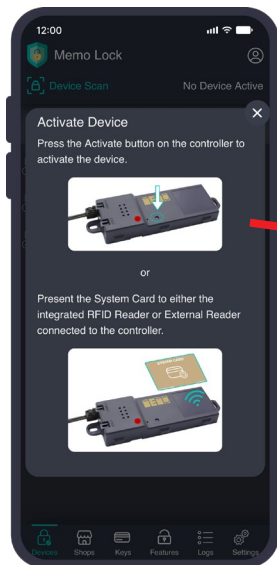 12:00
Memo Lock
Device Scan
No Device Active
Activate Device
Press the Activate button on the controller to
activate the device.
or
Present the System Card to either the
integrated RFID Reader or External Reader
connected to the controller.
SYSTEM CARD
Devices Shops Keys Features Logs Settings